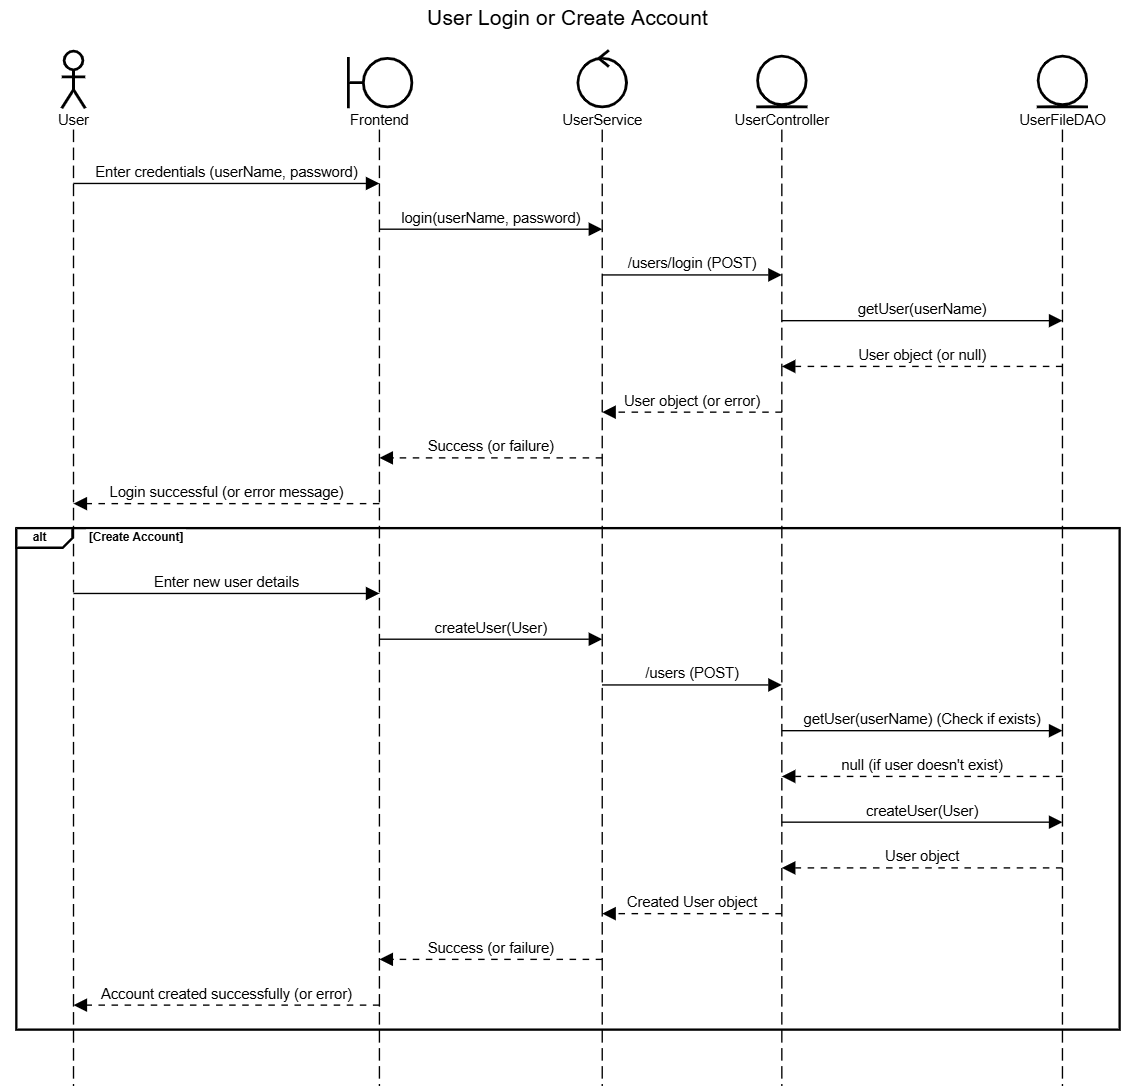 User Login or Create Account
User
Frontend
UserService
UserController
UserFileDAO
Enter credentials (userName, password)
login(userName, password)
/users/login (POST)
getUser(userName)
User object (or null)
User object (or error)
Success (or failure)
Login successful (or error message)
alt
[Create Account]
Enter new user details
createUser(User)
/users (POST)
getUser(userName) (Check if exists)
null (if user doesn't exist)
createUser(User)
User object
Created User object
Success (or failure)
Account created successfully (or error)